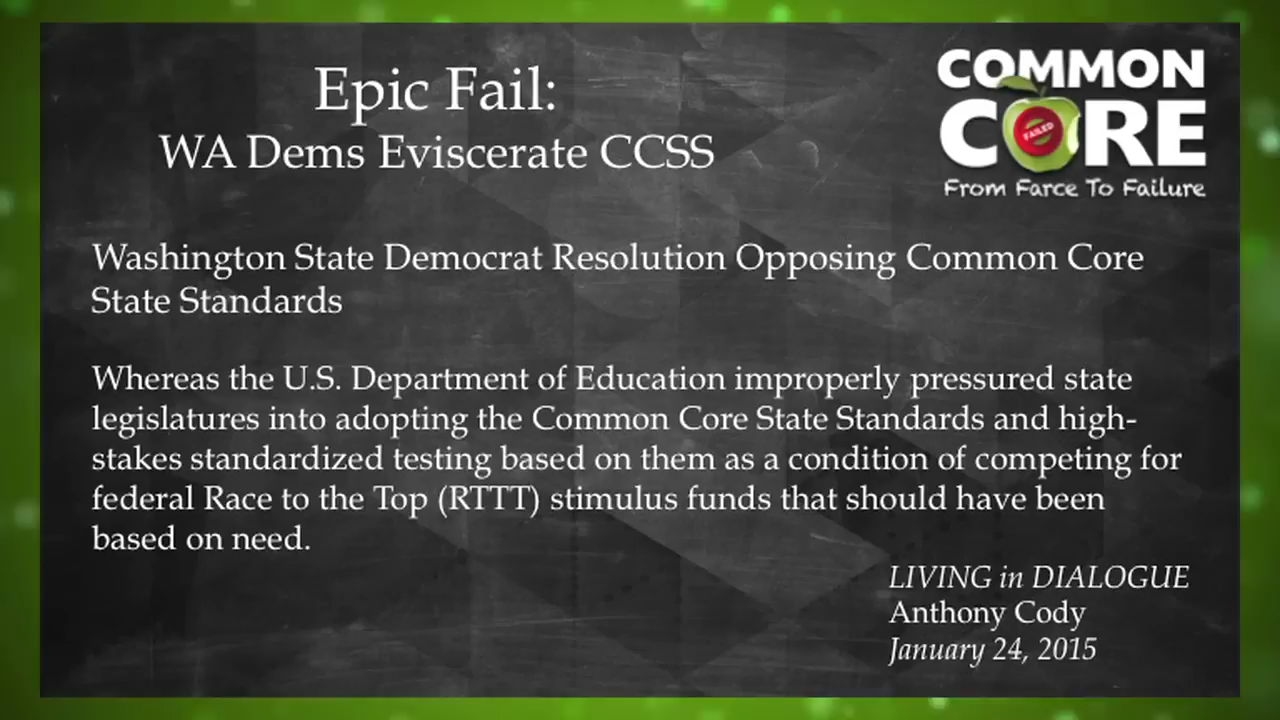 Epic Fail:
WA Dems Eviscerate CCSS
COMMON
CORE
FAILED
From Farce To Failure
Washington State Democrat Resolution Opposing Common Core
State Standards
Whereas the U.S. Department of Education improperly pressured state
legislatures into adopting the Common Core State Standards and high-
stakes standardized testing based on them as a condition of competing for
federal Race to the Top (RTTT) stimulus funds that should have been
based on need.
LIVING in DIALOGUE
Anthony Cody
January 24, 2015